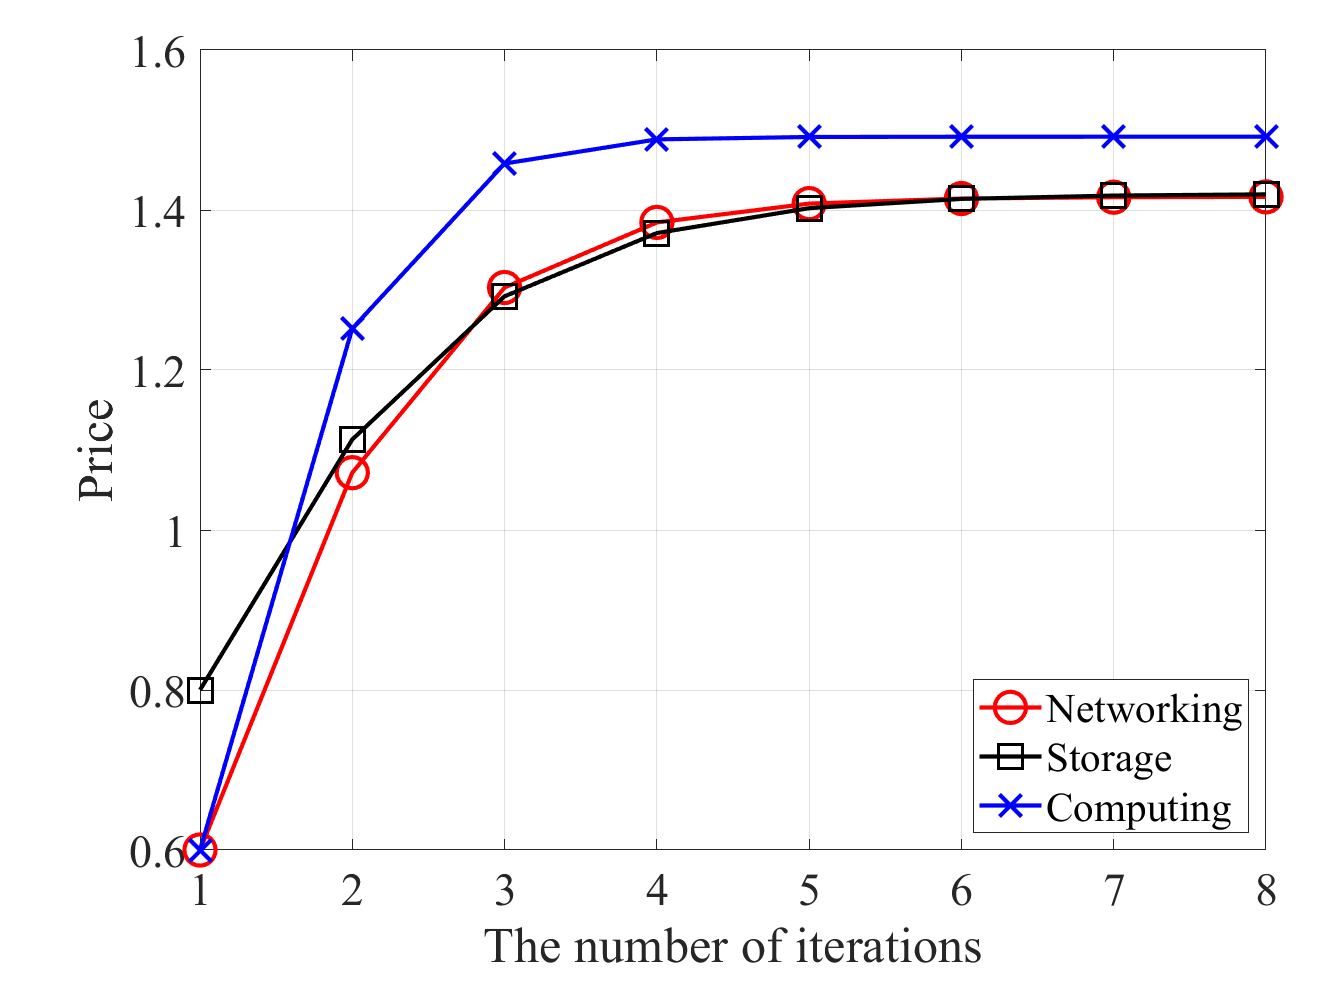 1.6
1.4
1.2
1
0.8
0.6
Price
1 2 3 4 5 6 7 8
The number of iterations
Networking
Storage
Computing